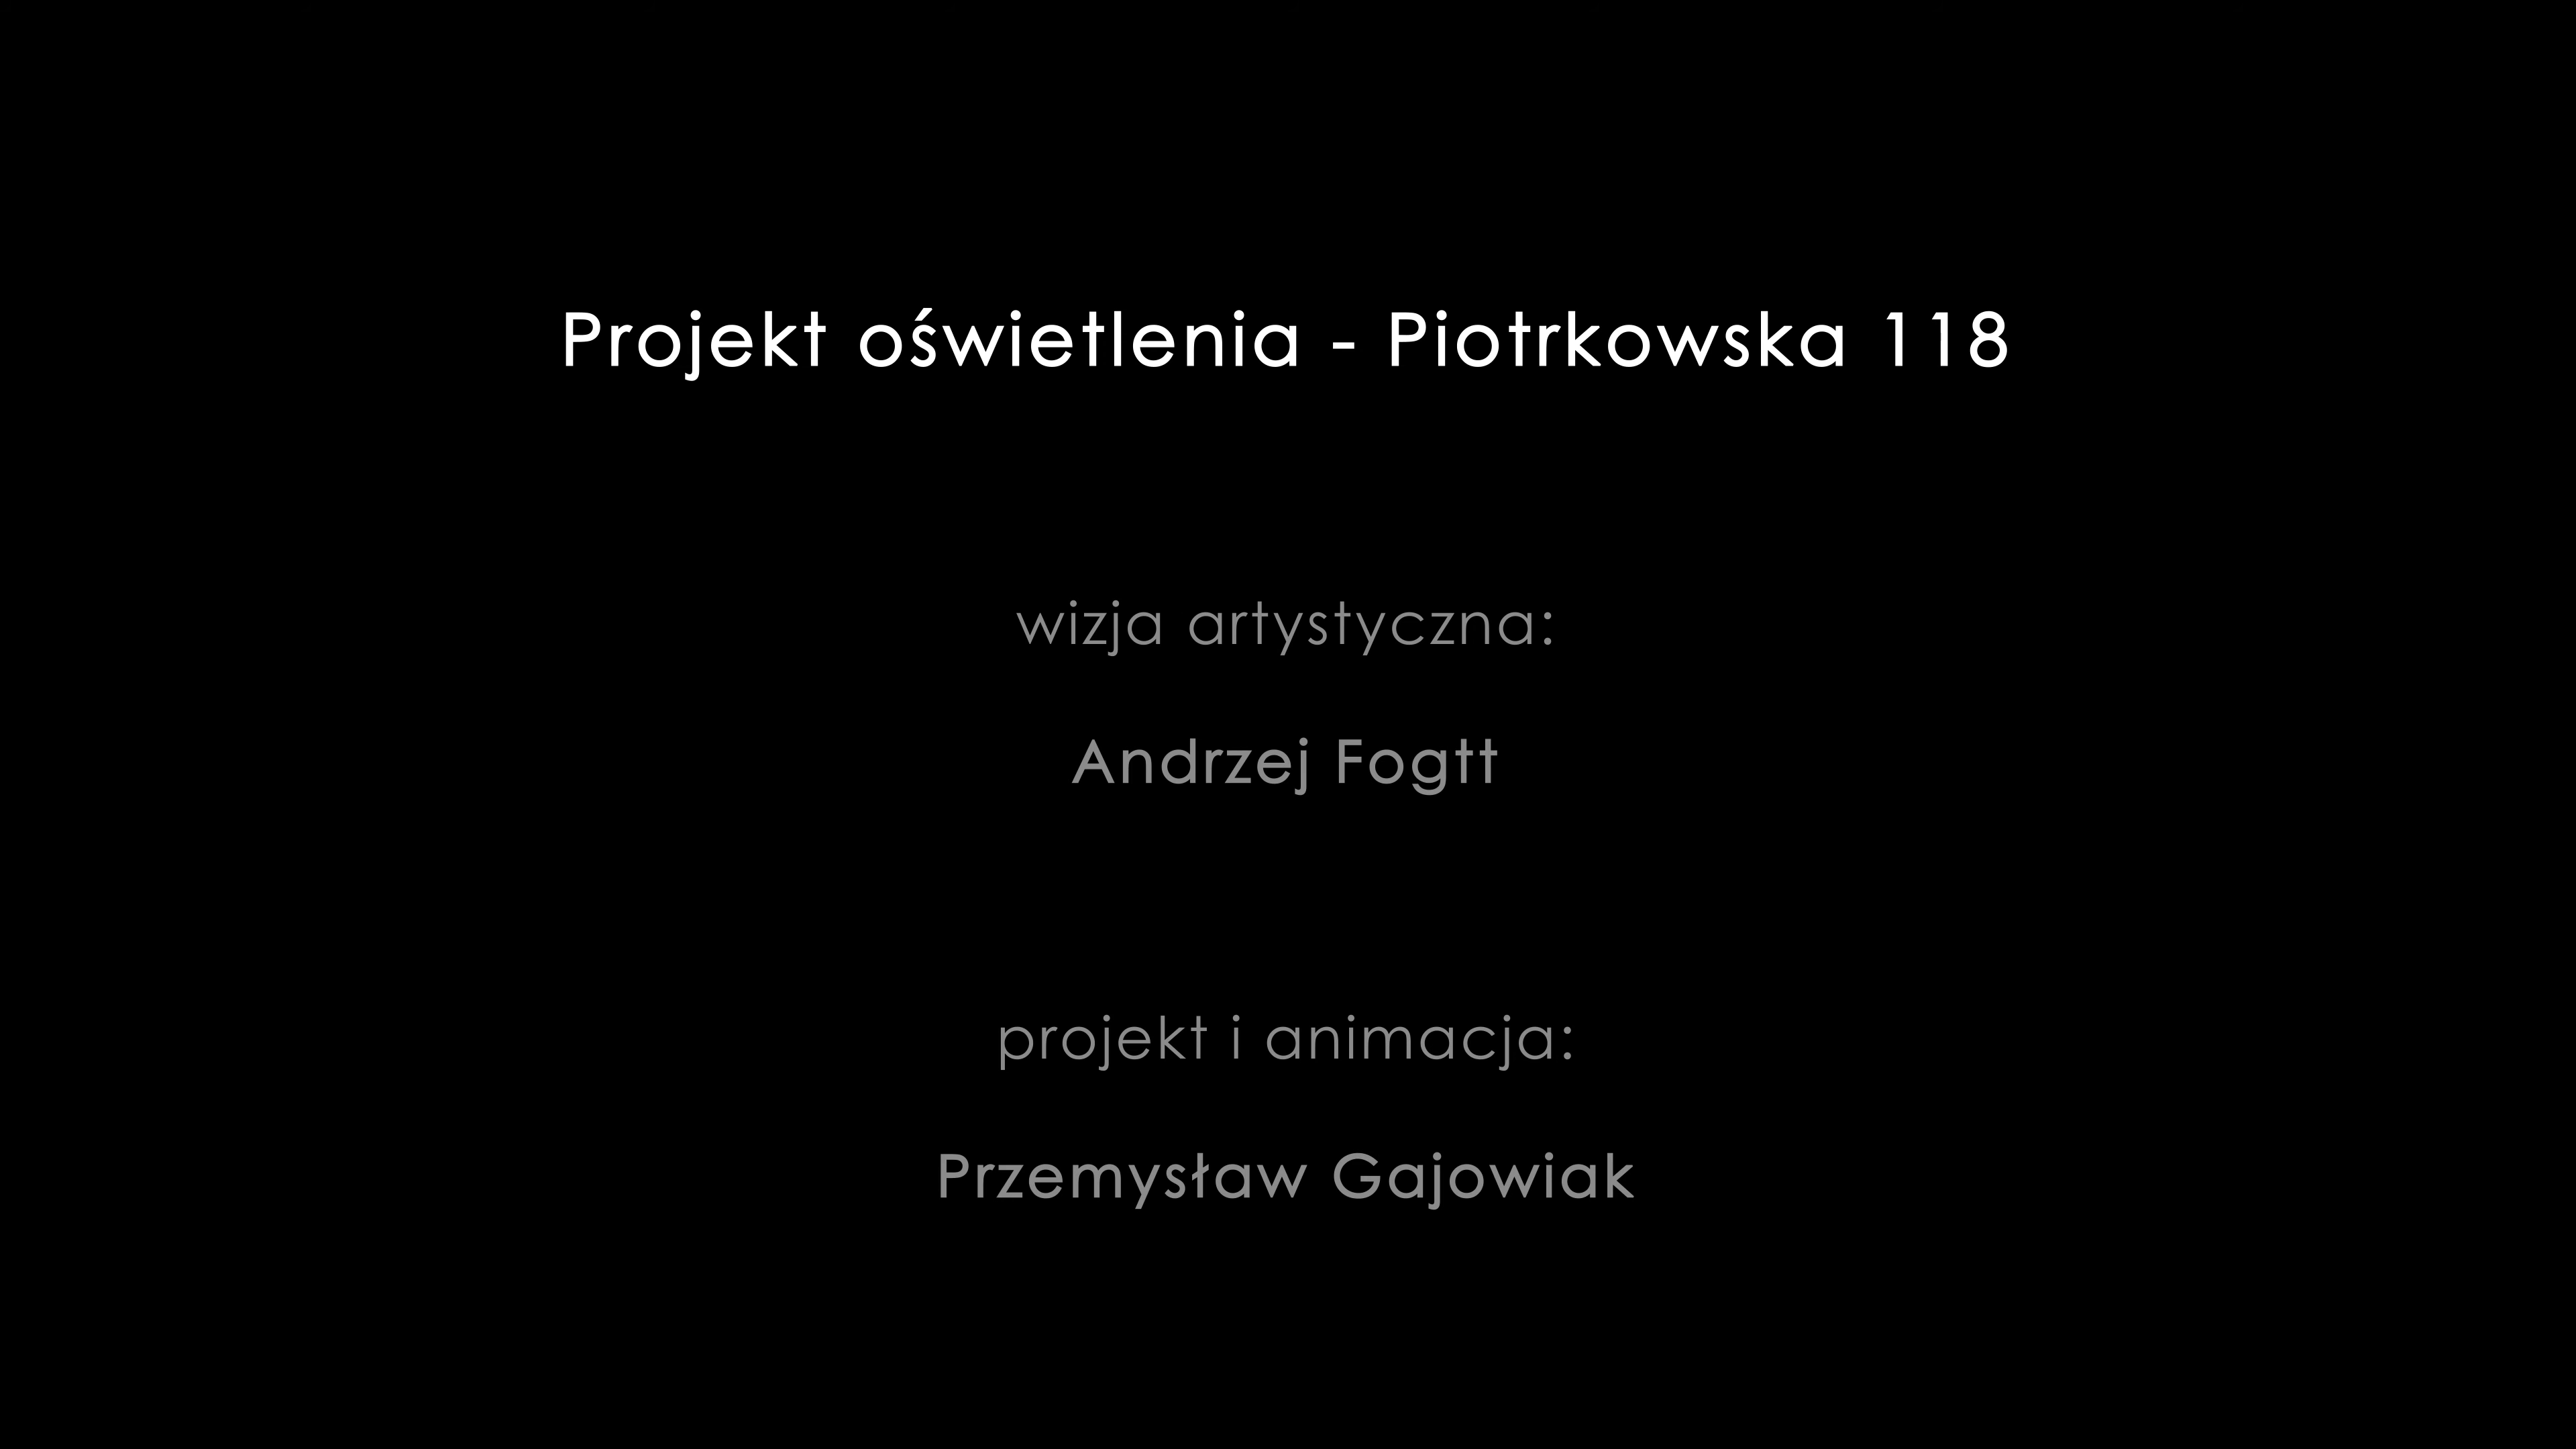 Projekt oświetlenia - Piotrkowska 118
wizja artystyczna:
Andrzej Fogtt
projekt i animacja:
Przemysław Gajowiak